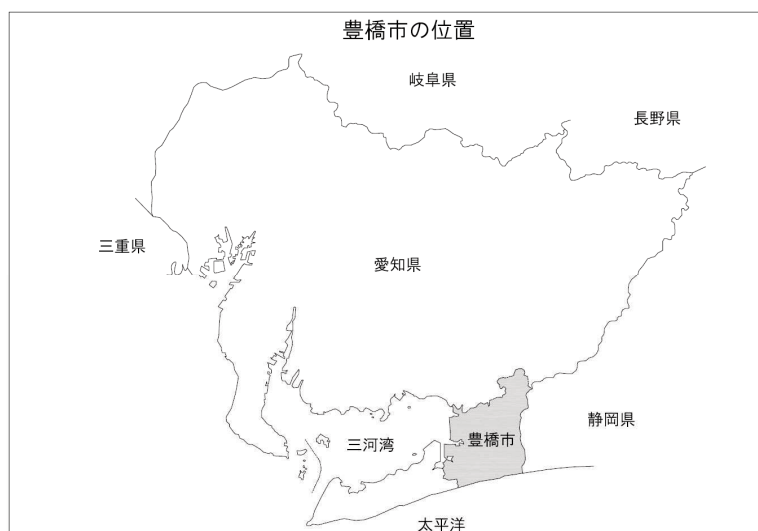 豊橋市の位置
岐阜県
長野県
三重県
愛知県
静岡県
三河湾
豊橋市
太平洋